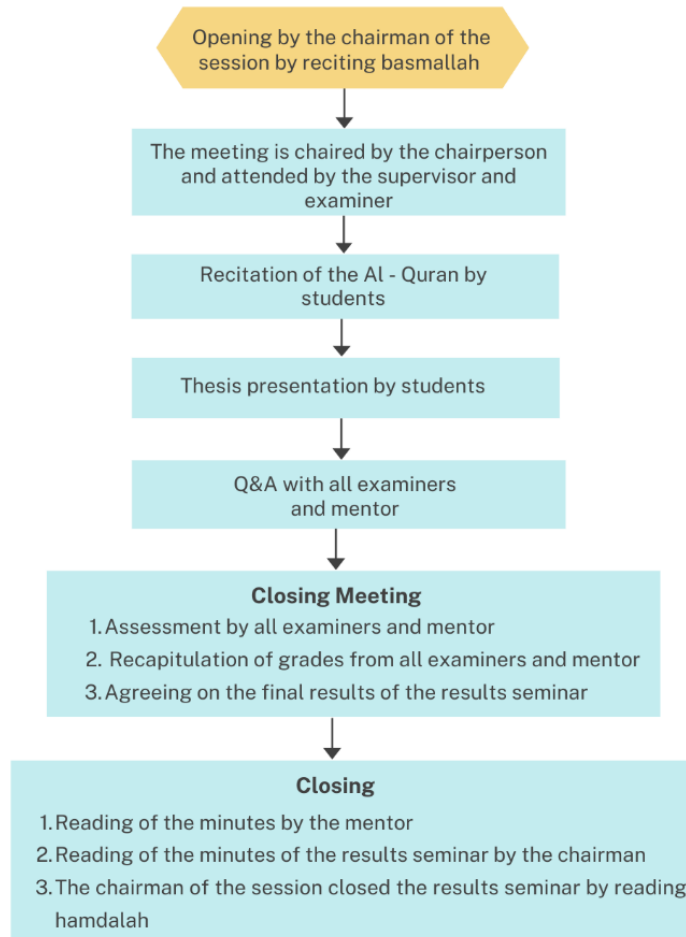 Opening by the chairman of the
session by reciting basmallah
The meeting is chaired by the chairperson
and attended by the supervisor and
examiner
Recitation of the Al - Quran by
students
Thesis presentation by students
Q&A with all examiners
and mentor
Closing Meeting
1. Assessment by all examiners and mentor
2. Recapitulation of grades from all examiners and mentor
3. Agreeing on the final results of the results seminar
Closing
1. Reading of the minutes by the mentor
2. Reading of the minutes of the results seminar by the chairman
3. The chairman of the session closed the results seminar by reading
hamdalah